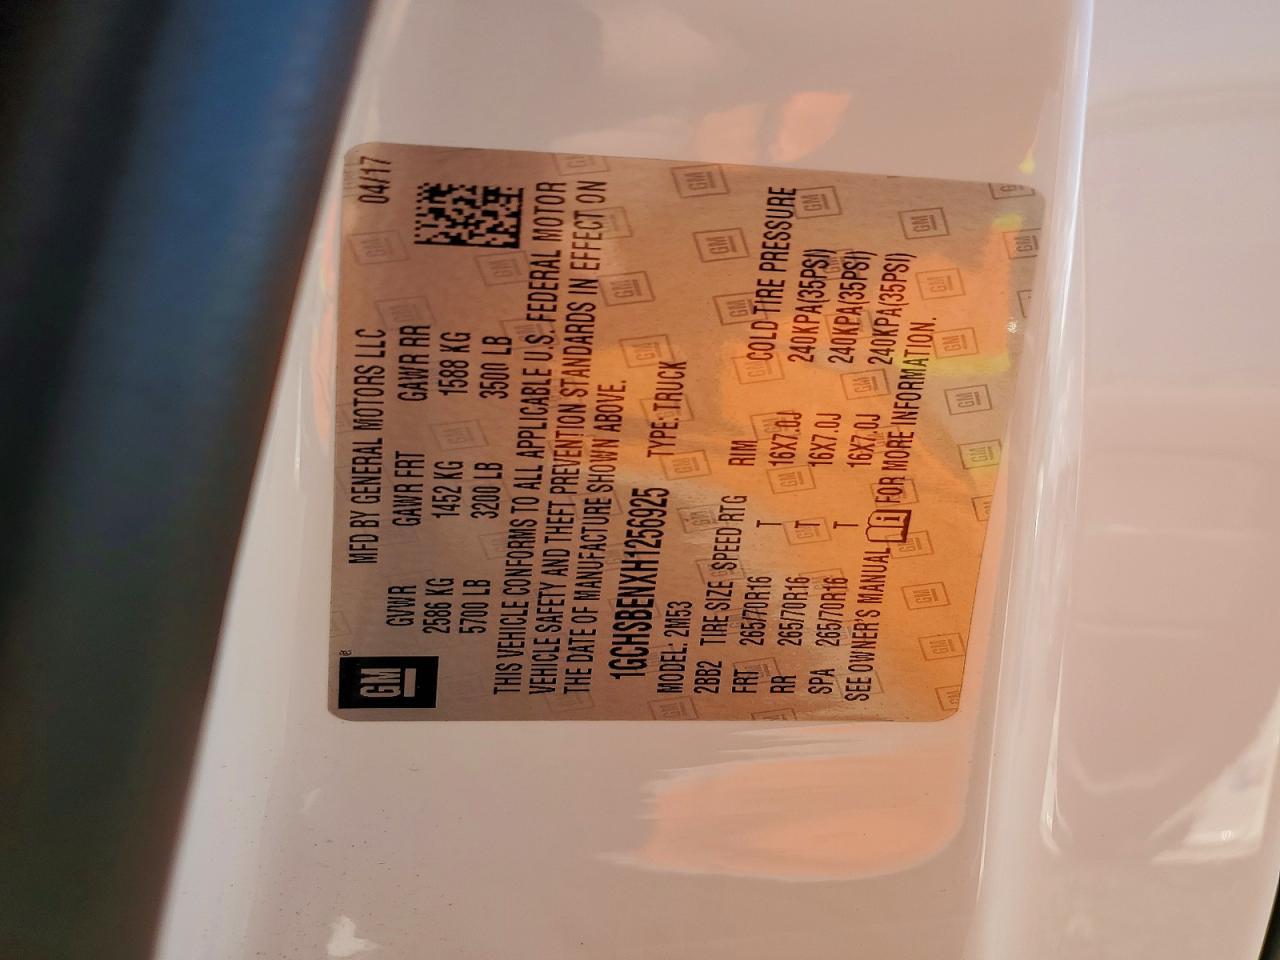 GM ®
MFD BY GENERAL MOTORS LLC 04/17
GVWR GAWR FRT GAWR RR
2586 KG 1452 KG 1588 KG
5700 LB 3200 LB 3500 LB
THIS VEHICLE CONFORMS TO ALL APPLICABLE U.S. FEDERAL MOTOR
VEHICLE SAFETY AND THEFT PREVENTION STANDARDS IN EFFECT ON
THE DATE OF MANUFACTURE SHOWN ABOVE.
1GCHSBENXH1256925 TYPE: TRUCK
MODEL: 2M53
2BB2 TIRE SIZE SPEED RTG RIM COLD TIRE PRESSURE
FRT 265/70R16 T 16X7.0J 240KPA(35PSI)
RR 265/70R16 T 16X7.0J 240KPA(35PSI)
SPA 265/70R16 T 16X7.0J 240KPA(35PSI)
SEE OWNER'S MANUAL FOR MORE INFORMATION.